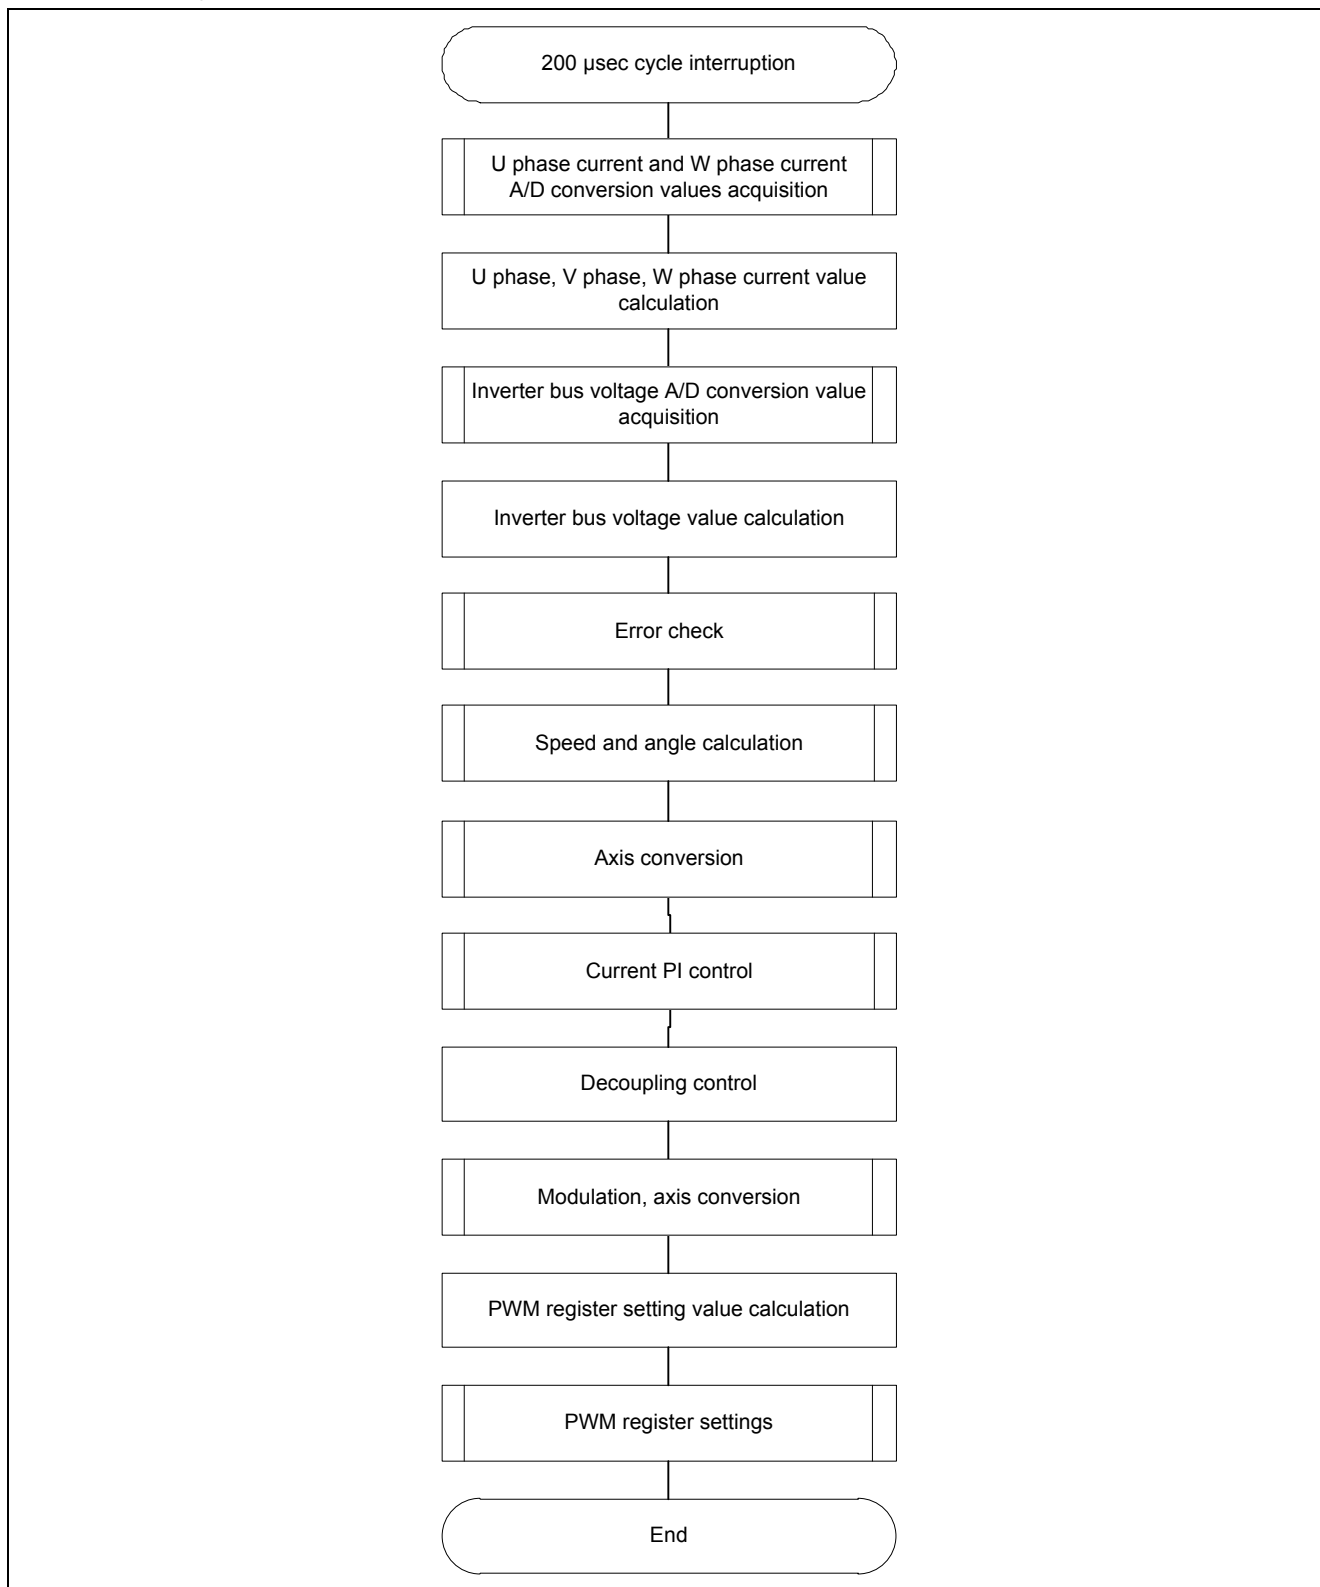 200 µsec cycle interruption
U phase current and W phase current
A/D conversion values acquisition
U phase, V phase, W phase current value
calculation
Inverter bus voltage A/D conversion value
acquisition
Inverter bus voltage value calculation
Error check
Speed and angle calculation
Axis conversion
Current PI control
Decoupling control
Modulation, axis conversion
PWM register setting value calculation
PWM register settings
End